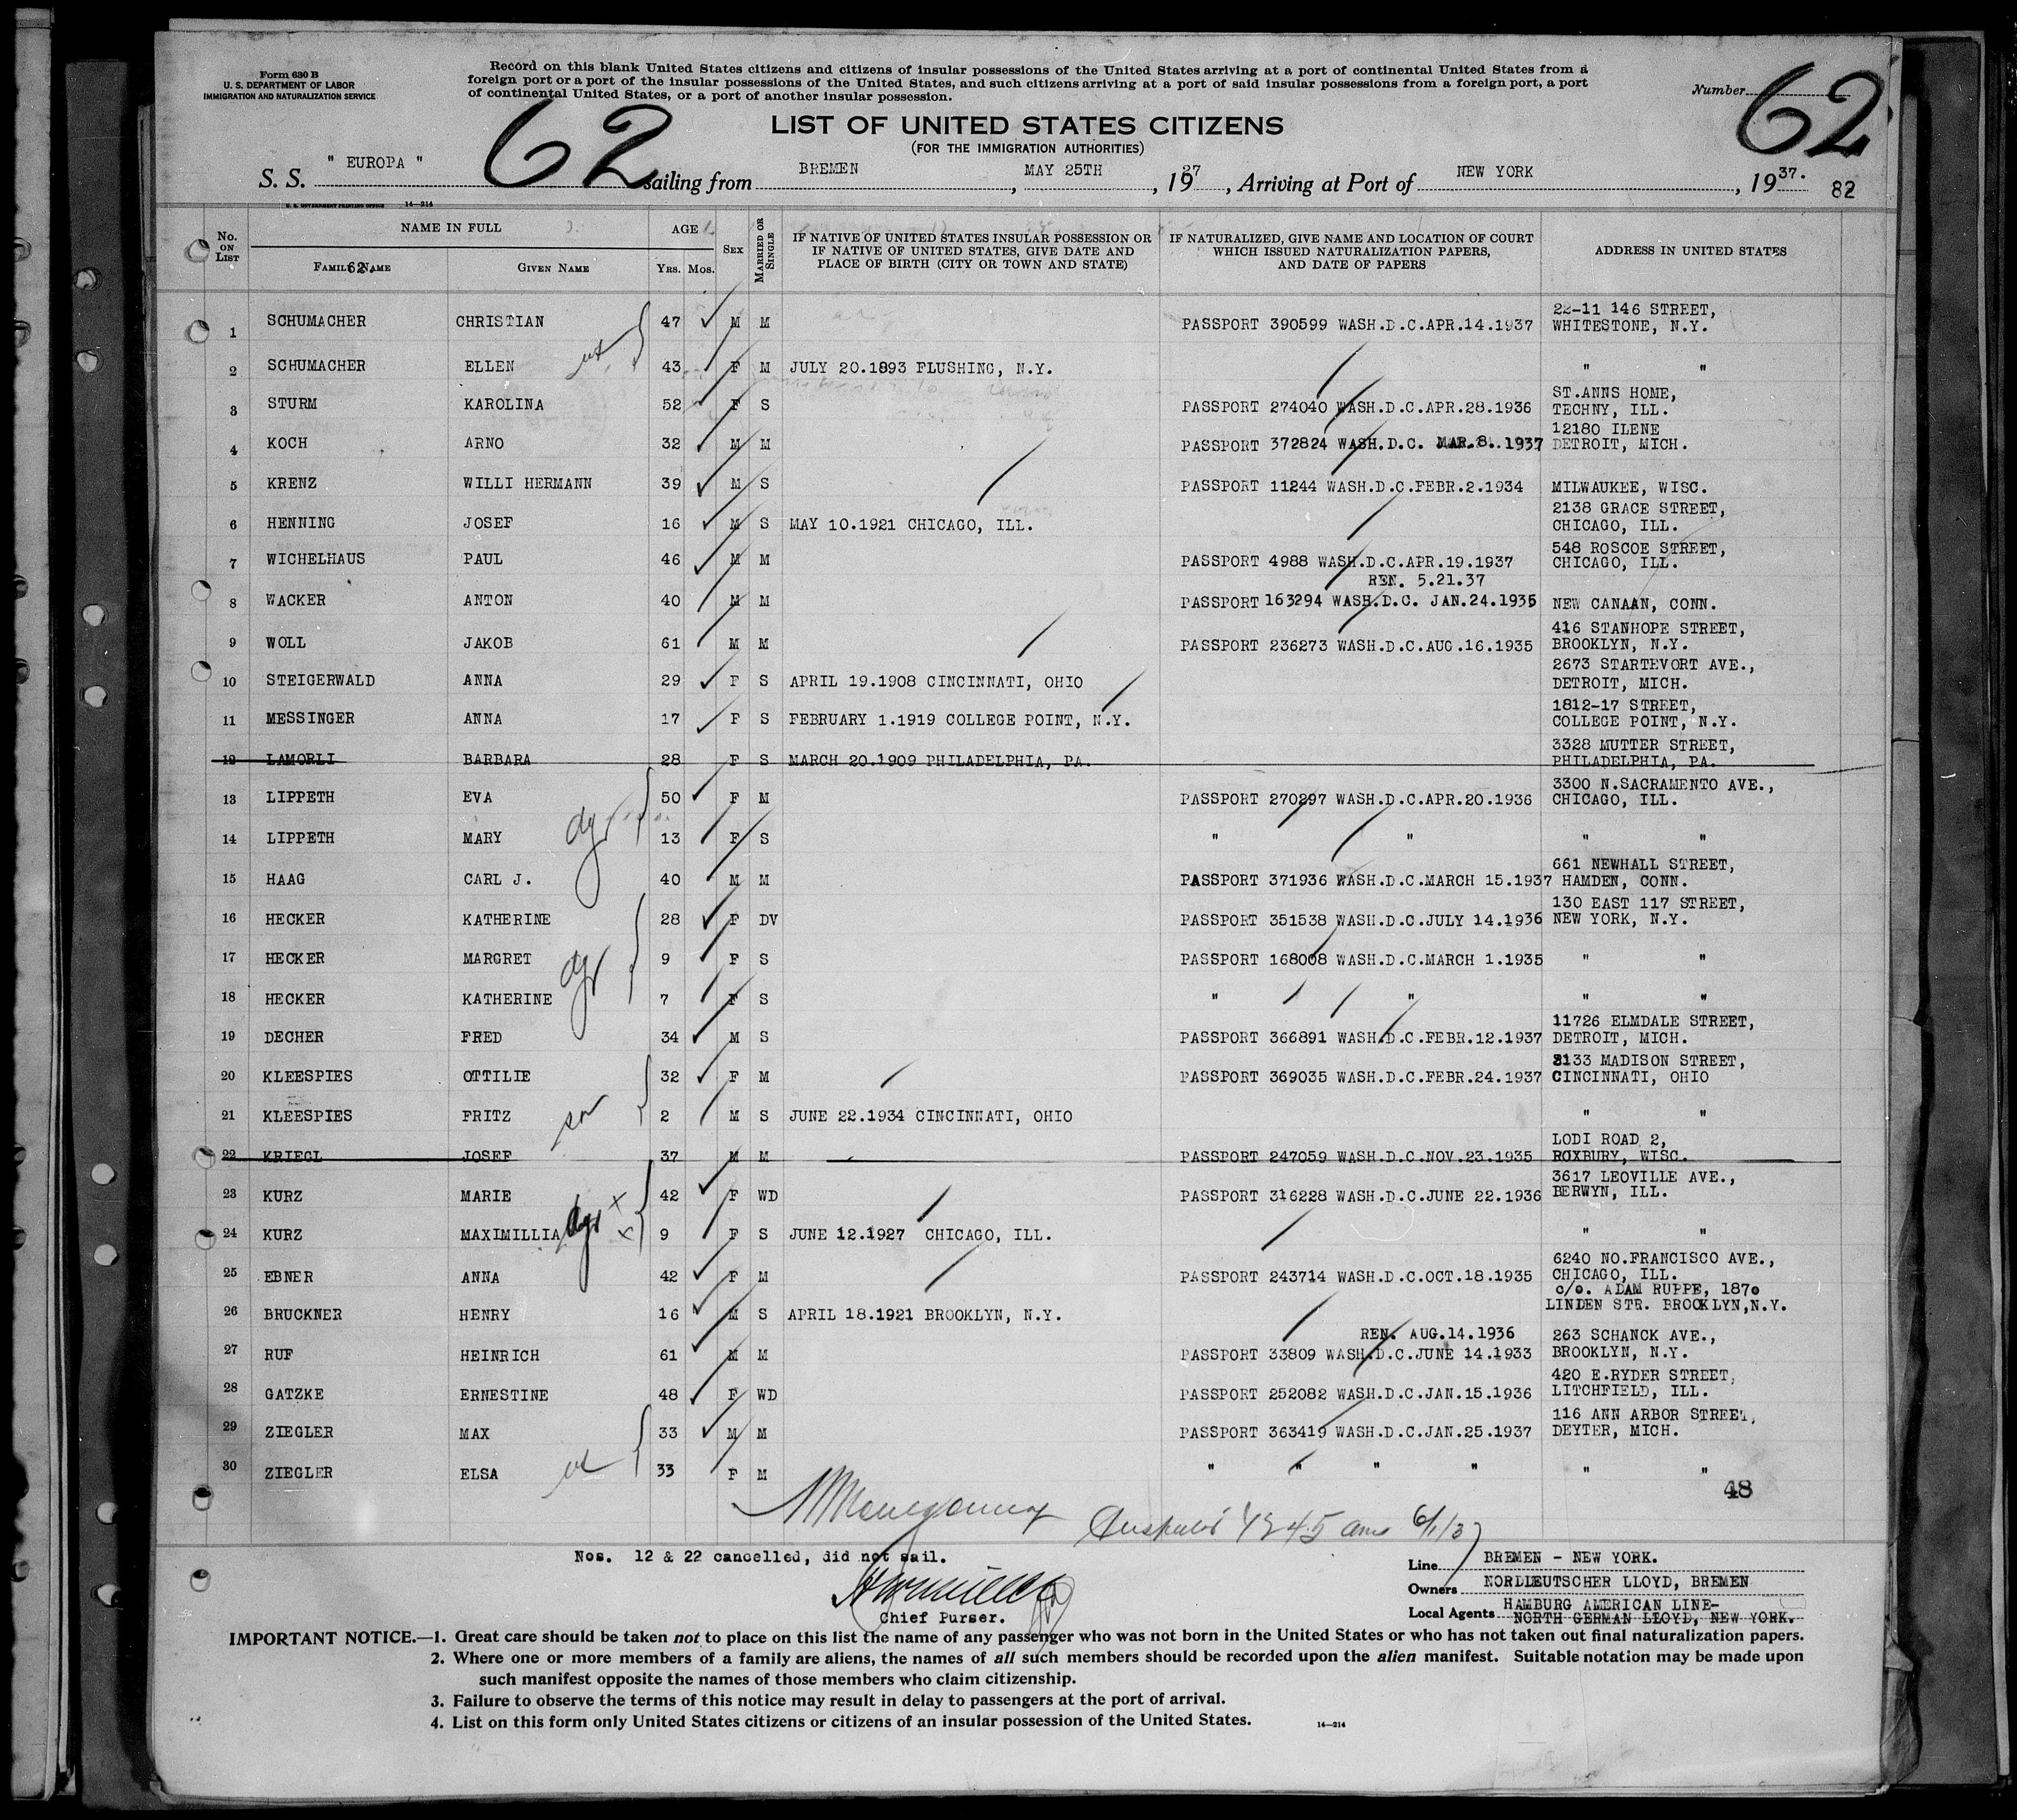 Form 630 B
U. S. DEPARTMENT OF LABOR
IMMIGRATION AND NATURALIZATION SERVICE
Record on this blank United States citizens and citizens of insular possessions of the United States arriving at a port of continental United States from a
foreign port or a port of the insular possessions of the United States, and such citizens arriving at a port of said insular possessions from a foreign port, a port
of continental United States, or a port of another insular possession.
Number 62
62
LIST OF UNITED STATES CITIZENS
(FOR THE IMMIGRATION AUTHORITIES)
S. S. " EUROPA " sailing from BREMEN, MAY 25TH, 1937, Arriving at Port of NEW YORK, 1937.
82
U. S. GOVERNMENT PRINTING OFFICE 14—214
No. ON LIST NAME IN FULL AGE SEX MARRIED OR SINGLE IF NATIVE OF UNITED STATES INSULAR POSSESSION OR IF NATIVE OF UNITED STATES, GIVE DATE AND PLACE OF BIRTH (CITY OR TOWN AND STATE) IF NATURALIZED, GIVE NAME AND LOCATION OF COURT WHICH ISSUED NATURALIZATION PAPERS, AND DATE OF PAPERS ADDRESS IN UNITED STATES
FAMILY NAME 62. GIVEN NAME YRS. MOS.
1 SCHUMACHER CHRISTIAN 47 M M PASSPORT 390599 WASH.D.C.APR.14.1937 22-11 146 STREET, WHITESTONE, N.Y.
2 SCHUMACHER ELLEN 43 F M JULY 20.1893 FLUSHING, N.Y. " "
3 STURM KAROLINA 52 F S PASSPORT 274040 WASH.D.C.APR.28.1936 ST.ANNS HOME, TECHNY, ILL.
4 KOCH ARNO 32 M M PASSPORT 372824 WASH.D.C. MAR.8. 1937 12180 ILENE DETROIT, MICH.
5 KRENZ WILLI HERMANN 39 M S PASSPORT 11244 WASH.D.C.FEBR.2.1934 MILWAUKEE, WISC.
6 HENNING JOSEF 16 M S MAY 10.1921 CHICAGO, ILL. 2138 GRACE STREET, CHICAGO, ILL.
7 WICHELHAUS PAUL 46 M M PASSPORT 4988 WASH.D.C.APR.19.1937 548 ROSCOE STREET, CHICAGO, ILL.
REN. 5.21.37
8 WACKER ANTON 40 M M PASSPORT 163294 WASH.D.C. JAN.24.1935 NEW CANAAN, CONN.
9 WOLL JAKOB 61 M M PASSPORT 236273 WASH.D.C.AUG.16.1935 416 STANHOPE STREET, BROOKLYN, N.Y.
10 STEIGERWALD ANNA 29 F S APRIL 19.1908 CINCINNATI, OHIO 2673 STARTEVORT AVE., DETROIT, MICH.
11 MESSINGER ANNA 17 F S FEBRUARY 1.1919 COLLEGE POINT, N.Y. 1812-17 STREET, COLLEGE POINT, N.Y.
12 LAMORLI BARBARA 28 F S MARCH 20.1909 PHILADELPHIA, PA. 3328 MUTTER STREET, PHILADELPHIA, PA.
13 LIPPETH EVA 50 F M PASSPORT 270297 WASH.D.C.APR.20.1936 3300 N.SACRAMENTO AVE., CHICAGO, ILL.
14 LIPPETH MARY 13 F S " " " "
15 HAAG CARL J. 40 M M PASSPORT 371936 WASH.D.C.MARCH 15.1937 661 NEWHALL STREET, HAMDEN, CONN.
16 HECKER KATHERINE 28 F DV PASSPORT 351538 WASH.D.C.JULY 14.1936 130 EAST 117 STREET, NEW YORK, N.Y.
17 HECKER MARGRET 9 F S PASSPORT 168008 WASH.D.C.MARCH 1.1935 " "
18 HECKER KATHERINE 7 F S " " " "
19 DECHER FRED 34 M S PASSPORT 366891 WASH.D.C.FEBR.12.1937 11726 ELMDALE STREET, DETROIT, MICH.
20 KLEESPIES OTTILIE 32 F M PASSPORT 369035 WASH.D.C.FEBR.24.1937 3133 MADISON STREET, CINCINNATI, OHIO
21 KLEESPIES FRITZ son 2 M S JUNE 22.1934 CINCINNATI, OHIO " "
22 KRIEGL JOSEF 37 M M PASSPORT 247059 WASH.D.C.NOV.23.1935 LODI ROAD 2, ROXBURY, WISC.
23 KURZ MARIE 42 F WD PASSPORT 316228 WASH.D.C.JUNE 22.1936 3617 LEOVILLE AVE., BERWYN, ILL.
24 KURZ MAXIMILLIA 9 F S JUNE 12.1927 CHICAGO, ILL. " "
25 EBNER ANNA 42 F M PASSPORT 243714 WASH.D.C.OCT.18.1935 6240 NO.FRANCISCO AVE., CHICAGO, ILL.
26 BRUCKNER HENRY 16 M S APRIL 18.1921 BROOKLYN, N.Y. c/o. ADAM RUPPE, 1870 LINDEN STR. BROOKLYN,N.Y.
REN. AUG.14.1936
27 RUF HEINRICH 61 M M PASSPORT 33809 WASH.D.C.JUNE 14.1933 263 SCHANCK AVE., BROOKLYN, N.Y.
28 GATZKE ERNESTINE 48 F WD PASSPORT 252082 WASH.D.C.JAN.15.1936 420 E.RYDER STREET, LITCHFIELD, ILL.
29 ZIEGLER MAX 33 M M PASSPORT 363419 WASH.D.C.JAN.25.1937 116 ANN ARBOR STREET, DEYTER, MICH.
30 ZIEGLER ELSA 33 F M " " " " " "
48
6/1/37
Nos. 12 & 22 cancelled, did not sail.
Chief Purser.
Line BREMEN - NEW YORK.
Owners NORDDEUTSCHER LLOYD, BREMEN
Local Agents HAMBURG AMERICAN LINE-
NORTH GERMAN LLOYD, NEW YORK.
IMPORTANT NOTICE.—1. Great care should be taken not to place on this list the name of any passenger who was not born in the United States or who has not taken out final naturalization papers.
2. Where one or more members of a family are aliens, the names of all such members should be recorded upon the alien manifest. Suitable notation may be made upon
such manifest opposite the names of those members who claim citizenship.
3. Failure to observe the terms of this notice may result in delay to passengers at the port of arrival.
4. List on this form only United States citizens or citizens of an insular possession of the United States.
14—214